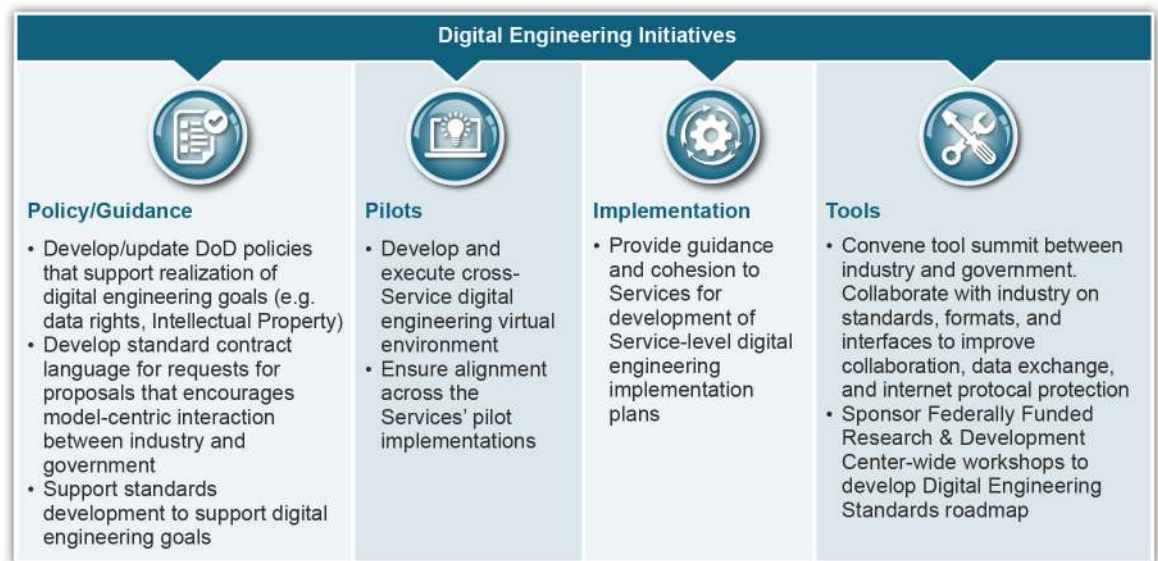 Digital Engineering Initiatives
Policy/Guidance
• Develop/update DoD policies
that support realization of
digital engineering goals (e.g.
data rights, Intellectual Property)
• Develop standard contract
language for requests for
proposals that encourages
model-centric interaction
between industry and
government
• Support standards
development to support digital
engineering goals
Pilots
• Develop and
execute cross-
Service digital
engineering virtual
environment
• Ensure alignment
across the
Services’ pilot
implementations
Implementation
• Provide guidance
and cohesion to
Services for
development of
Service-level digital
engineering
implementation
plans
Tools
• Convene tool summit between
industry and government.
Collaborate with industry on
standards, formats, and
interfaces to improve
collaboration, data exchange,
and internet protocal protection
• Sponsor Federally Funded
Research & Development
Center-wide workshops to
develop Digital Engineering
Standards roadmap